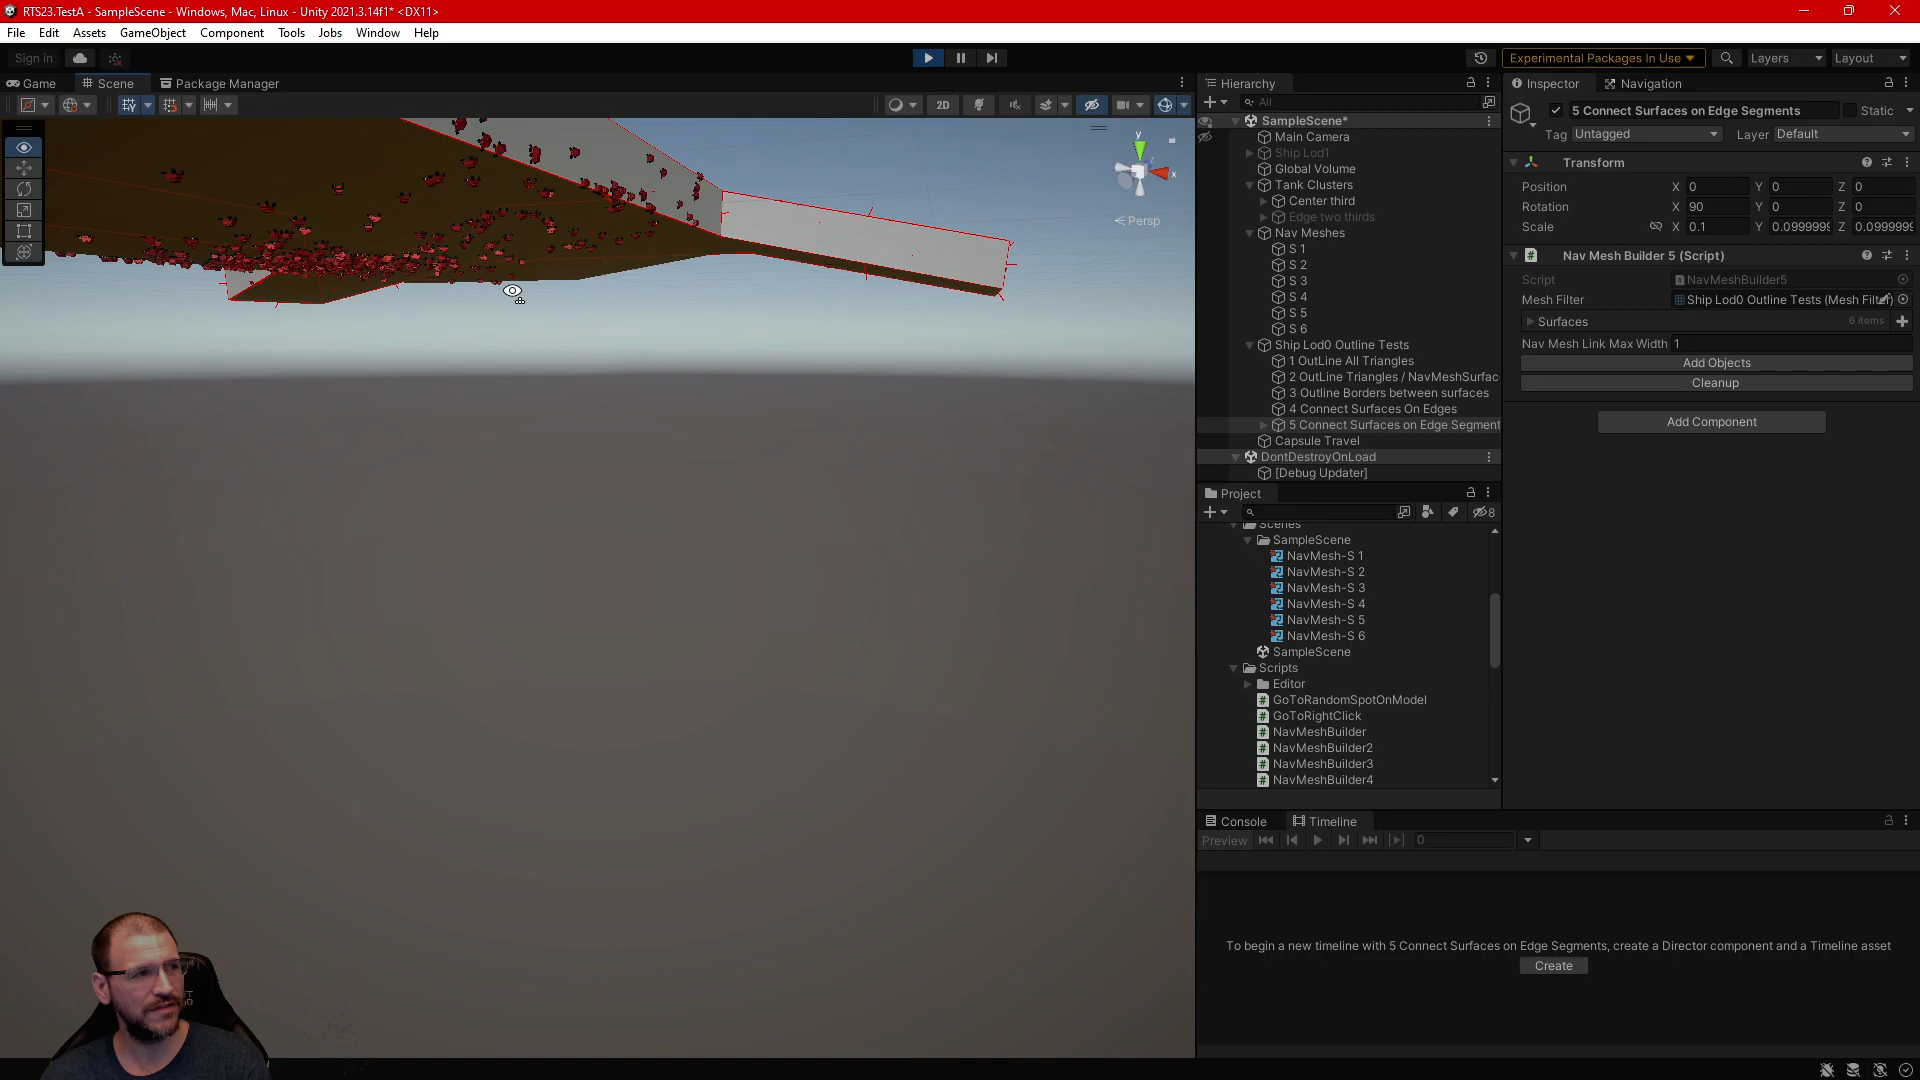 RTS23.TestA - SampleScene - Windows, Mac, Linux - Unity 2021.3.14f1* <DX11>
File Edit Assets GameObject Component Tools Jobs Window Help
Sign in
Experimental Packages In Use
Layers
Layout
Game
Scene
Package Manager
2D
y
x
Persp
Hierarchy
All
SampleScene*
Main Camera
Ship Lod1
Global Volume
Tank Clusters
Center third
Edge two thirds
Nav Meshes
S 1
S 2
S 3
S 4
S 5
S 6
Ship Lod0 Outline Tests
1 OutLine All Triangles
2 OutLine Triangles / NavMeshSurfac
3 Outline Borders between surfaces
4 Connect Surfaces On Edges
5 Connect Surfaces on Edge Segment
Capsule Travel
DontDestroyOnLoad
[Debug Updater]
Project
8
Scenes
SampleScene
NavMesh-S 1
NavMesh-S 2
NavMesh-S 3
NavMesh-S 4
NavMesh-S 5
NavMesh-S 6
SampleScene
Scripts
Editor
GoToRandomSpotOnModel
GoToRightClick
NavMeshBuilder
NavMeshBuilder2
NavMeshBuilder3
NavMeshBuilder4
Inspector
Navigation
5 Connect Surfaces on Edge Segments
Static
Tag Untagged
Layer Default
Transform
Position X 0 Y 0 Z 0
Rotation X 90 Y 0 Z 0
Scale X 0.1 Y 0.0999999 Z 0.0999999
Nav Mesh Builder 5 (Script)
Script NavMeshBuilder5
Mesh Filter Ship Lod0 Outline Tests (Mesh Filter)
Surfaces 6 items
Nav Mesh Link Max Width 1
Add Objects
Cleanup
Add Component
Console
Timeline
Preview
0
To begin a new timeline with 5 Connect Surfaces on Edge Segments, create a Director component and a Timeline asset
Create